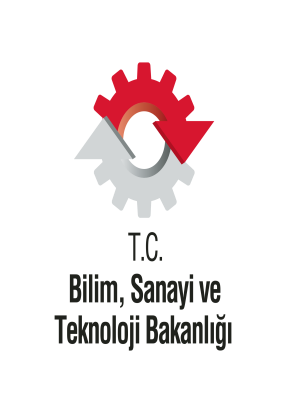 T.C.
Bilim, Sanayi ve
Teknoloji Bakanlığı